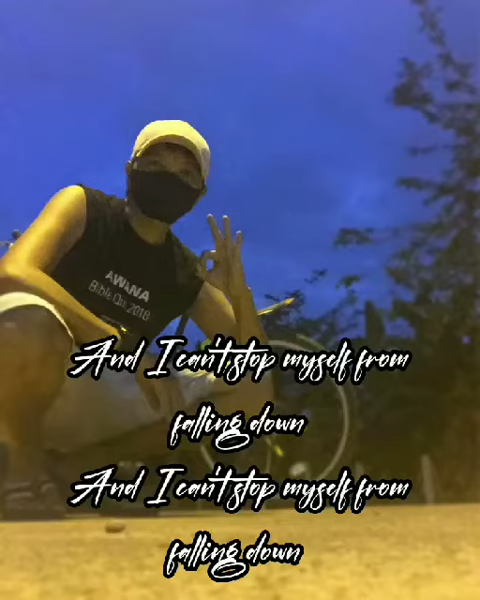 AWANA
Bible Quiz 2018
And I can't stop myself from
falling down
And I can't stop myself from
falling down